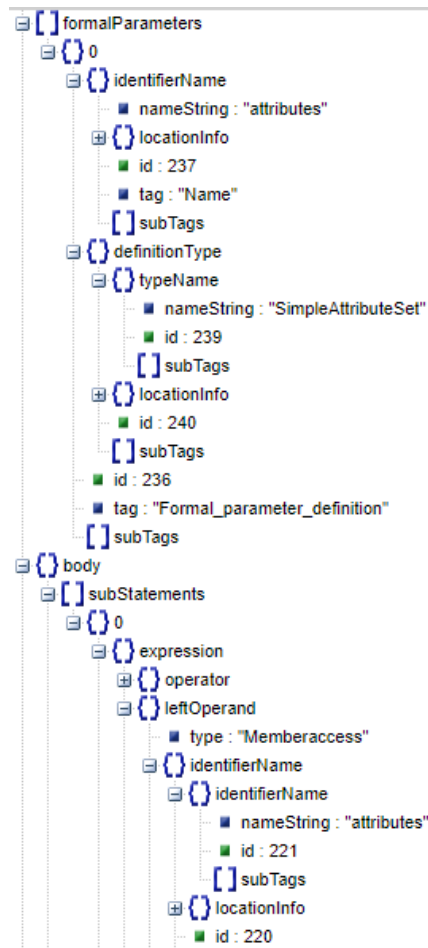 formalParameters
0
identifierName
nameString : "attributes"
locationInfo
id : 237
tag : "Name"
subTags
definitionType
typeName
nameString : "SimpleAttributeSet"
id : 239
subTags
locationInfo
id : 240
subTags
id : 236
tag : "Formal_parameter_definition"
subTags
body
subStatements
0
expression
operator
leftOperand
type : "Memberaccess"
identifierName
identifierName
nameString : "attributes"
id : 221
subTags
locationInfo
id : 220